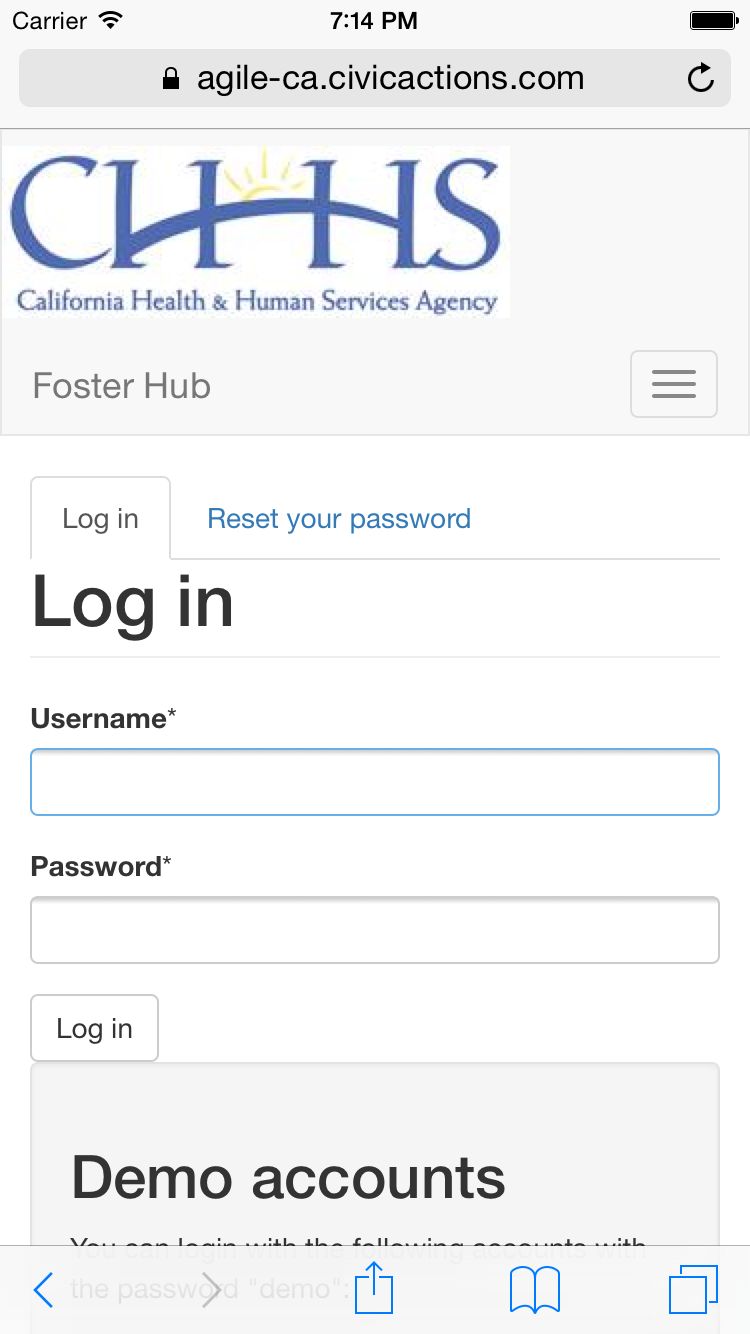 Carrier 7:14 PM
agile-ca.civicactions.com
CHHS
California Health & Human Services Agency
Foster Hub
Log in Reset your password
Log in
Username*
Password*
Log in
Demo accounts
You can login with the following accounts with
the password "demo":